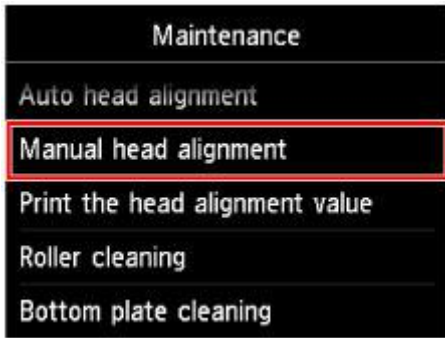 Maintenance
Auto head alignment
Manual head alignment
Print the head alignment value
Roller cleaning
Bottom plate cleaning